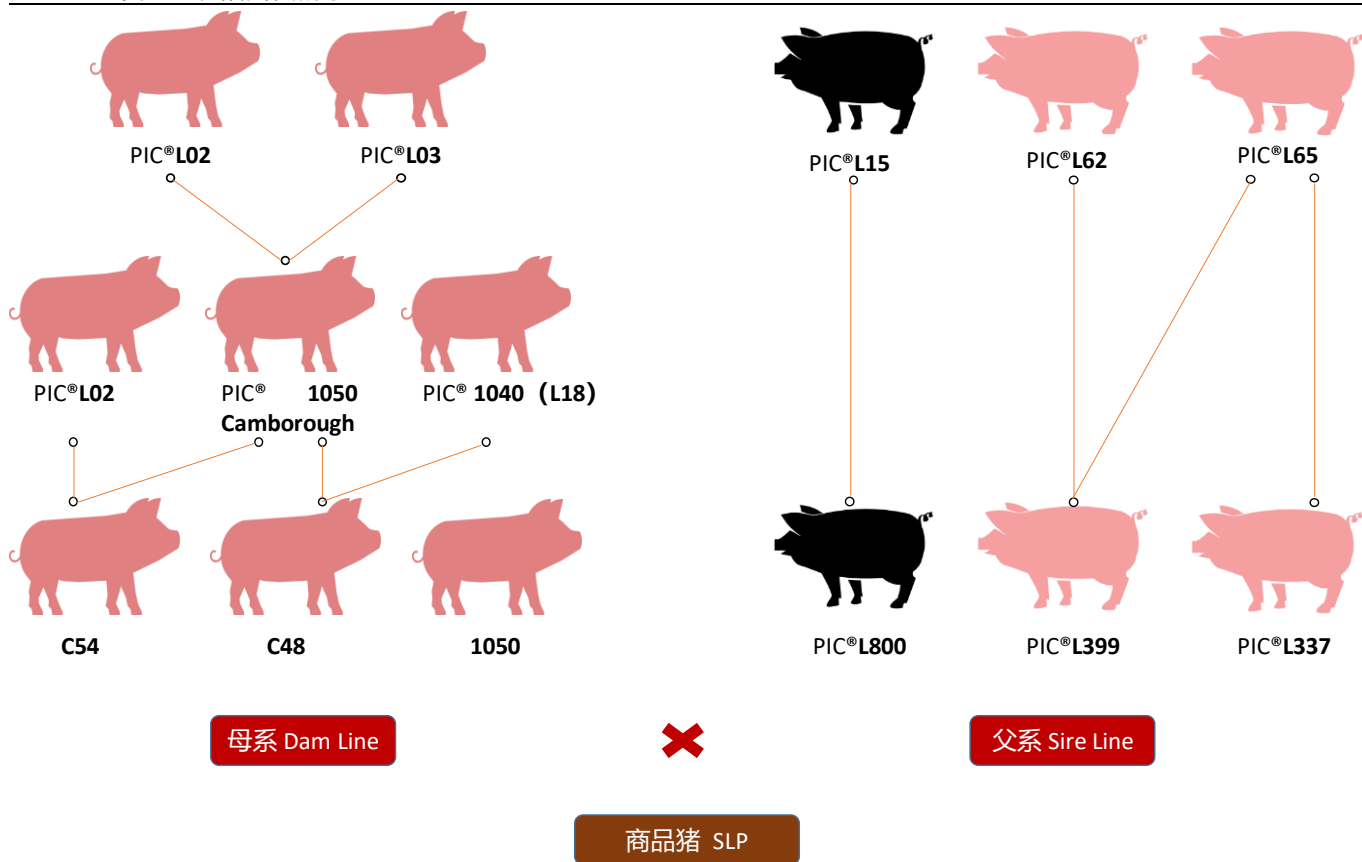 PIC®L02 PIC®L03 PIC®L15 PIC®L62 PIC®L65
PIC®L02 PIC® 1050 PIC® 1040（L18）
Camborough
C54 C48 1050 PIC®L800 PIC®L399 PIC®L337
母系 Dam Line 父系 Sire Line
商品猪 SLP